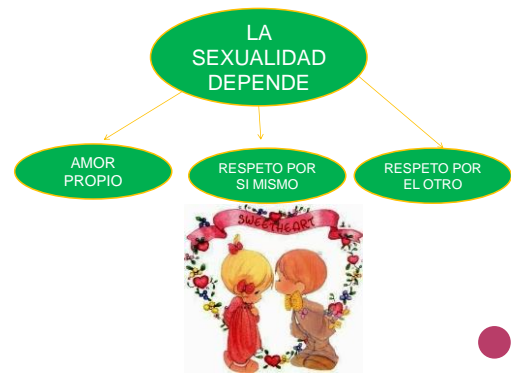 LA
SEXUALIDAD
DEPENDE
AMOR
PROPIO
RESPETO POR
SI MISMO
RESPETO POR
EL OTRO
SWEETHEART